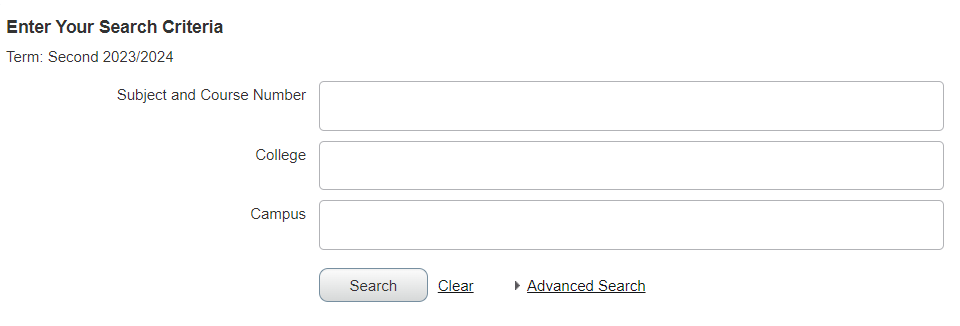 Enter Your Search Criteria
Term: Second 2023/2024
Subject and Course Number
College
Campus
Search Clear Advanced Search